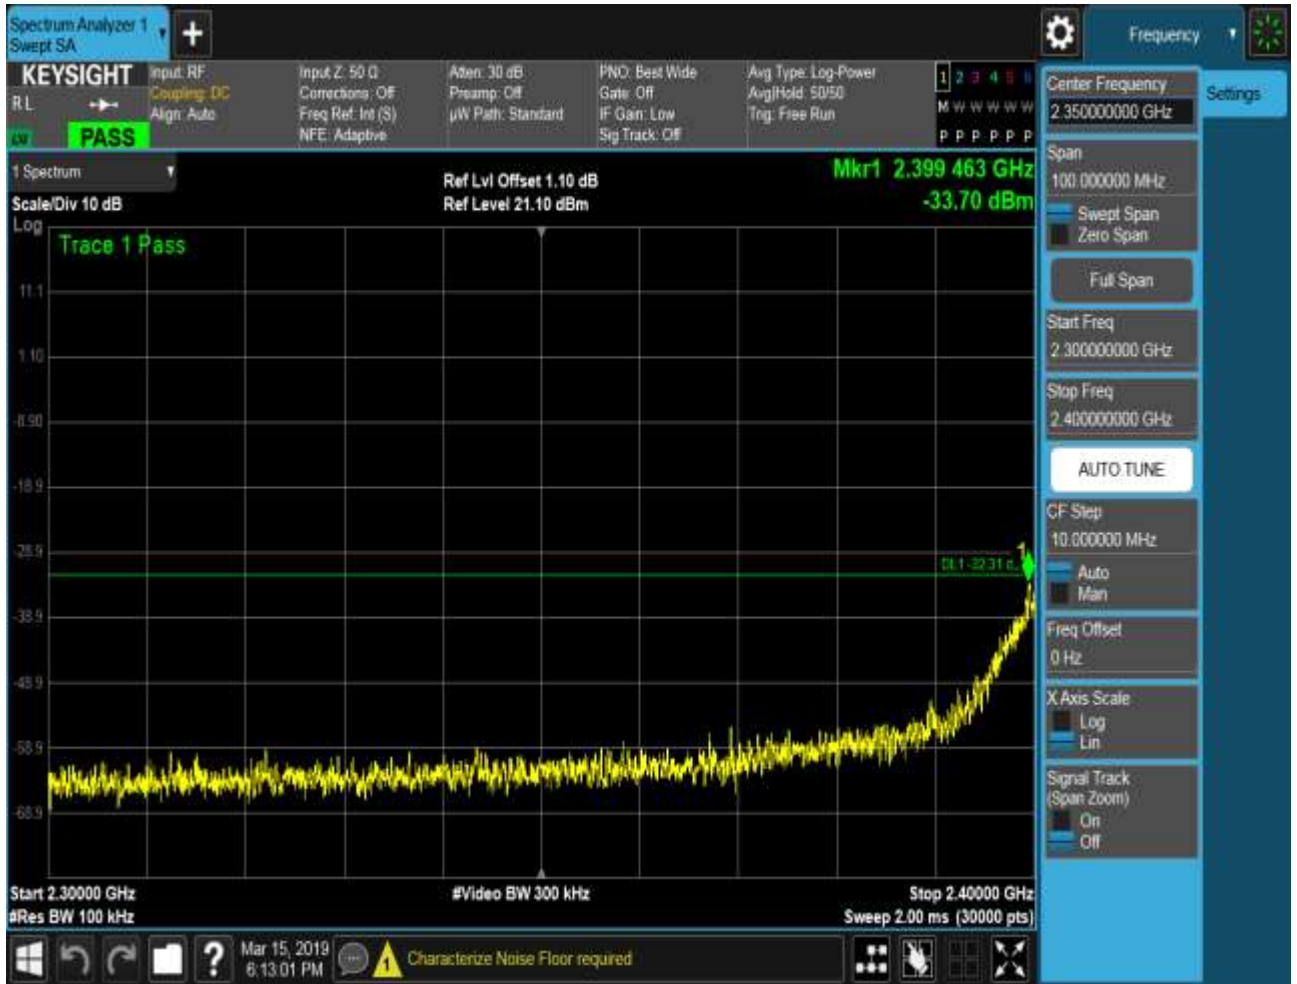 Spectrum Analyzer 1
Swept SA
Frequency
KEYSIGHT
R L
PASS
Input: RF
Coupling: DC
Align: Auto
Input Z: 50 Ω
Corrections: Off
Freq Ref: Int (S)
NFE: Adaptive
Atten: 30 dB
Preamp: Off
µW Path: Standard
PNO: Best Wide
Gate: Off
IF Gain: Low
Sig Track: Off
Avg Type: Log-Power
Avg|Hold: 50/50
Trig: Free Run
1 2 3 4 5 6
M W W W W W
P P P P P P
1 Spectrum
Scale/Div 10 dB
Log
Ref Lvl Offset 1.10 dB
Ref Level 21.10 dBm
Mkr1 2.399 463 GHz
-33.70 dBm
Trace 1 Pass
11.1
1.10
-8.90
-18.9
-28.9
-38.9
-48.9
-58.9
-68.9
1
DL1 -32.31
Start 2.30000 GHz
#Res BW 100 kHz
#Video BW 300 kHz
Stop 2.40000 GHz
Sweep 2.00 ms (30000 pts)
Center Frequency
2.350000000 GHz
Settings
Span
100.000000 MHz
Swept Span
Zero Span
Full Span
Start Freq
2.300000000 GHz
Stop Freq
2.400000000 GHz
AUTO TUNE
CF Step
10.000000 MHz
Auto
Man
Freq Offset
0 Hz
X Axis Scale
Log
Lin
Signal Track
(Span Zoom)
On
Off
?
Mar 15, 2019
6:13:01 PM
1
Characterize Noise Floor required